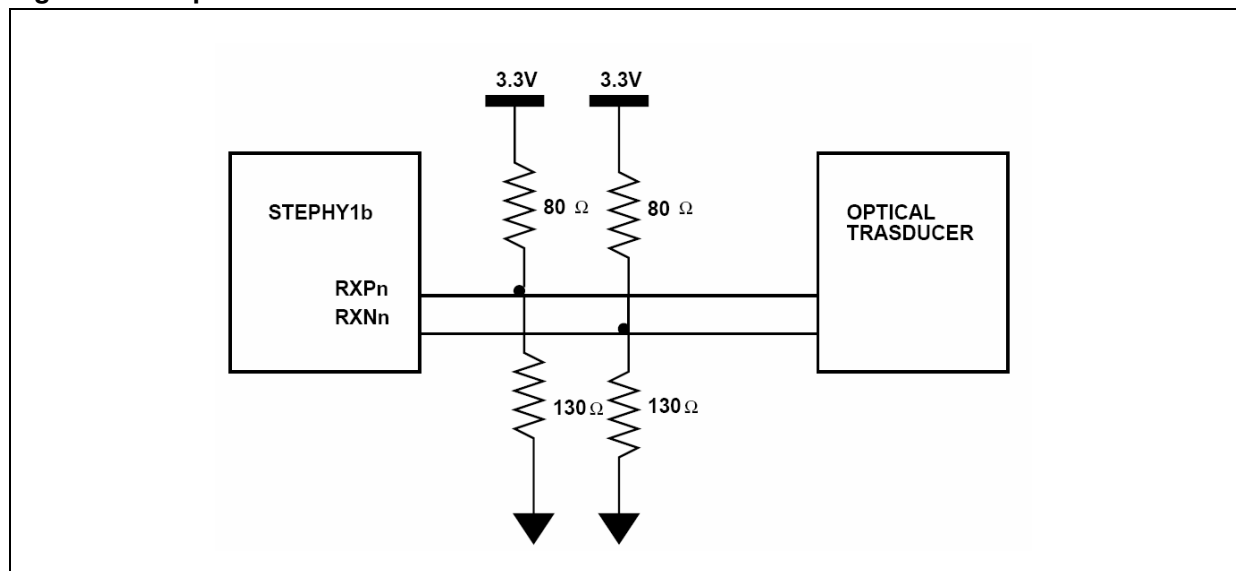 3.3V
3.3V
STEPHY1b
80 Ω
80 Ω
OPTICAL
TRASDUCER
RXPn
RXNn
130 Ω
130 Ω